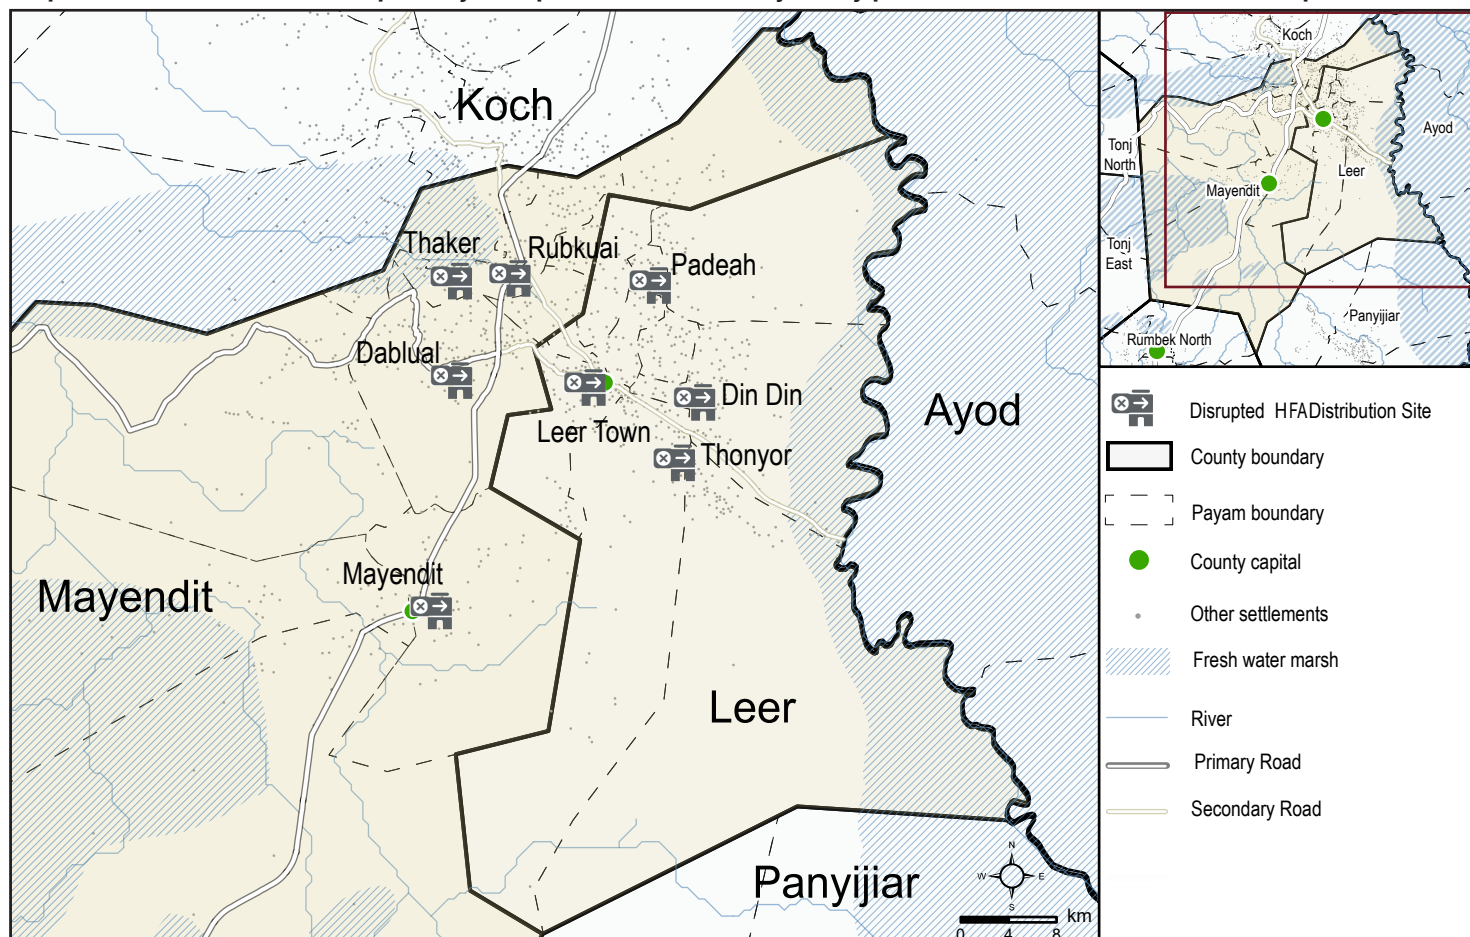 Koch
Thaker
Rubkuai
Padeah
Dablual
Din Din
Ayod
Leer Town
Thonyor
Mayendit
Mayendit
Leer
Panyijiar
N
W
E
S
km
0 4 8
Koch
Ayod
Tonj
North
Leer
Mayendit
Tonj
East
Panyijiar
Rumbek North
Disrupted HFADistribution Site
County boundary
Payam boundary
County capital
Other settlements
Fresh water marsh
River
Primary Road
Secondary Road